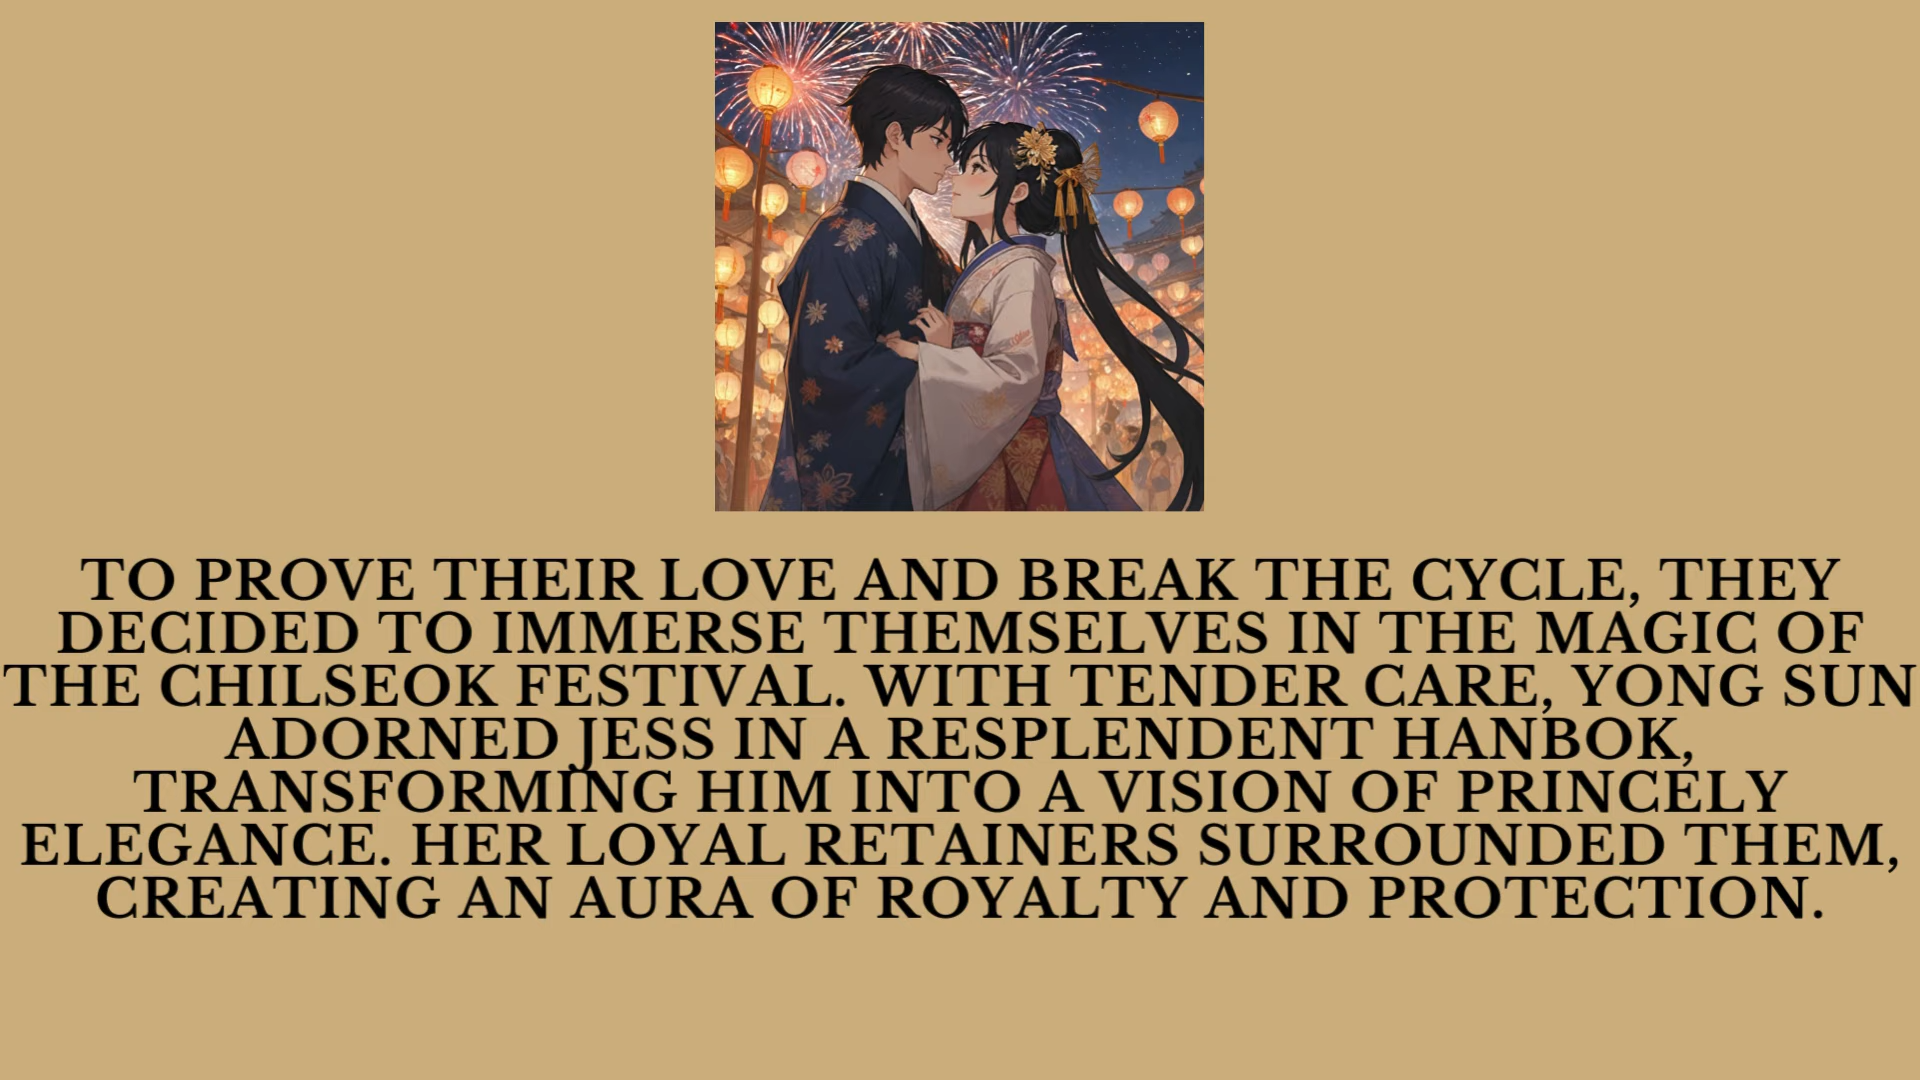 TO PROVE THEIR LOVE AND BREAK THE CYCLE, THEY
DECIDED TO IMMERSE THEMSELVES IN THE MAGIC OF
THE CHILSEOK FESTIVAL. WITH TENDER CARE, YONG SUN
ADORNED JESS IN A RESPLENDENT HANBOK,
TRANSFORMING HIM INTO A VISION OF PRINCELY
ELEGANCE. HER LOYAL RETAINERS SURROUNDED THEM,
CREATING AN AURA OF ROYALTY AND PROTECTION.